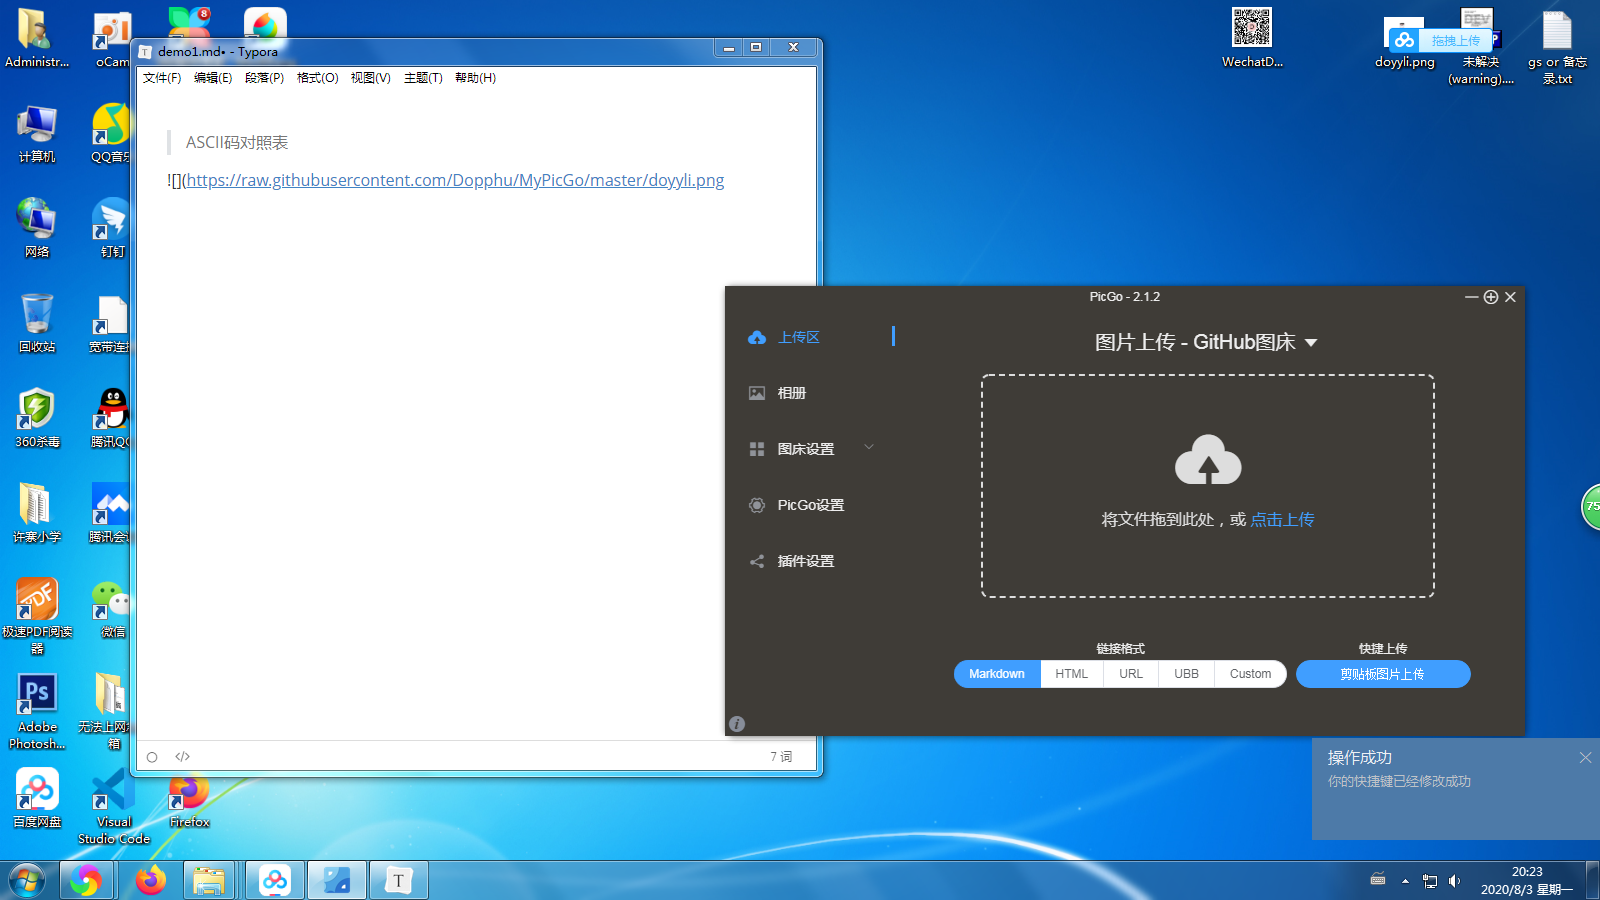 Administr...
oCam
8
计算机
QQ音乐
网络
钉钉
回收站
宽带连接
360杀毒
腾讯QQ
许寨小学
腾讯会议
极速PDF阅读
器
微信
Adobe
Photosh...
无法上网
箱
百度网盘
Visual
Studio Code
Firefox
demo1.md• - Typora
文件(F) 编辑(E) 段落(P) 格式(O) 视图(V) 主题(T) 帮助(H)
ASCII码对照表
![](https://raw.githubusercontent.com/Dopphu/MyPicGo/master/doyyli.png
7 词
WechatD...
拖拽上传
doyyli.png
DEV
未解决
(warning)....
gs or 备忘
录.txt
PicGo - 2.1.2
上传区
相册
图床设置
PicGo设置
插件设置
图片上传 - GitHub图床
将文件拖到此处，或 点击上传
链接格式
快捷上传
Markdown HTML URL UBB Custom
剪贴板图片上传
75
操作成功
你的快捷键已经修改成功
20:23
2020/8/3 星期一